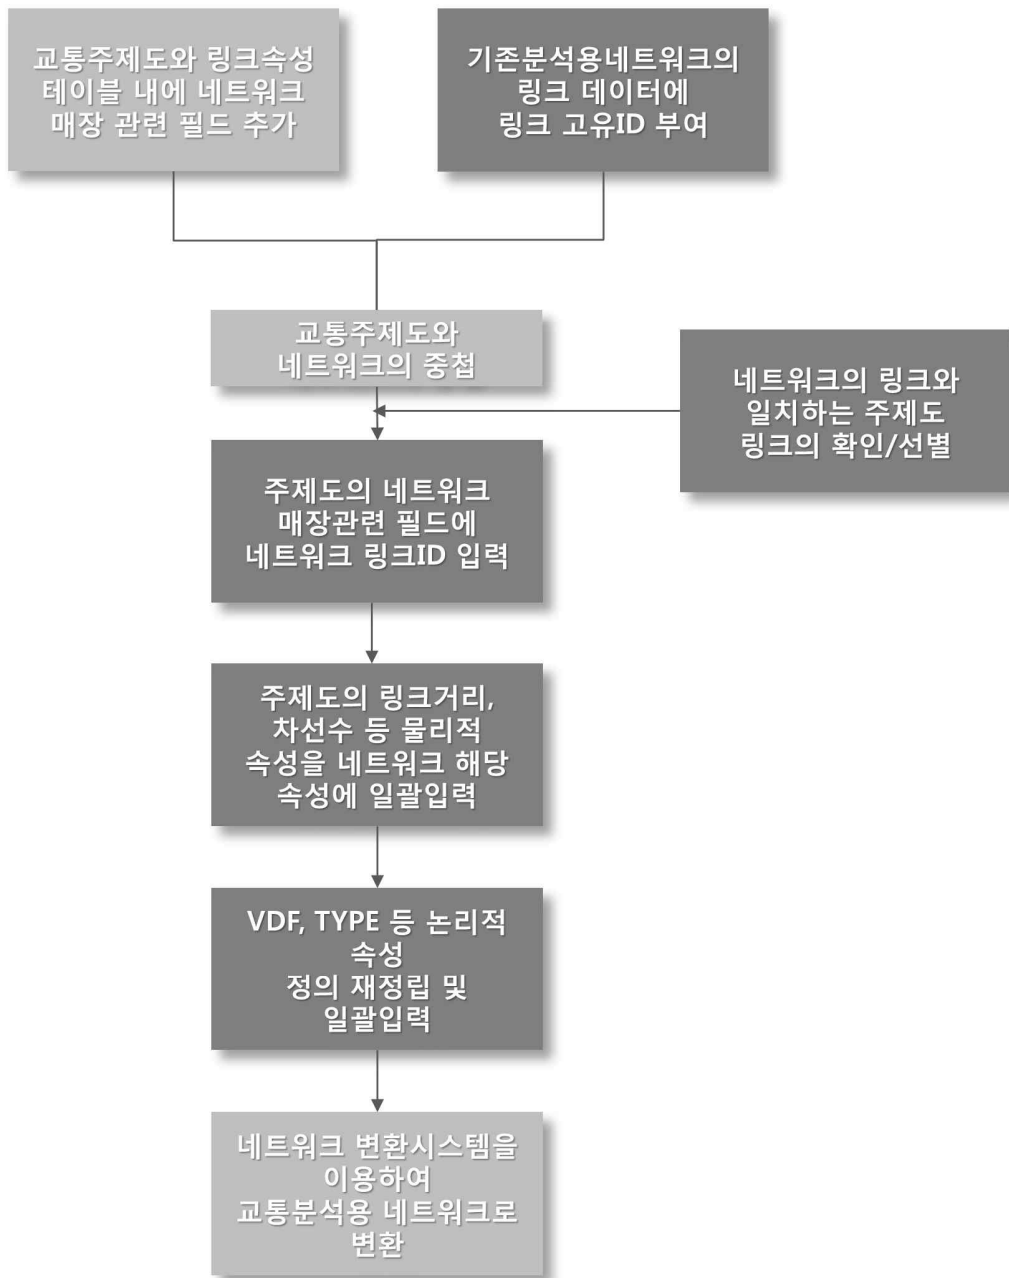 교통주제도와 링크속성
테이블 내에 네트워크
매장 관련 필드 추가
기존분석용네트워크의
링크 데이터에
링크 고유ID 부여
교통주제도와
네트워크의 중첩
네트워크의 링크와
일치하는 주제도
링크의 확인/선별
주제도의 네트워크
매장관련 필드에
네트워크 링크ID 입력
주제도의 링크거리,
차선수 등 물리적
속성을 네트워크 해당
속성에 일괄입력
VDF, TYPE 등 논리적
속성
정의 재정립 및
일괄입력
네트워크 변환시스템을
이용하여
교통분석용 네트워크로
변환